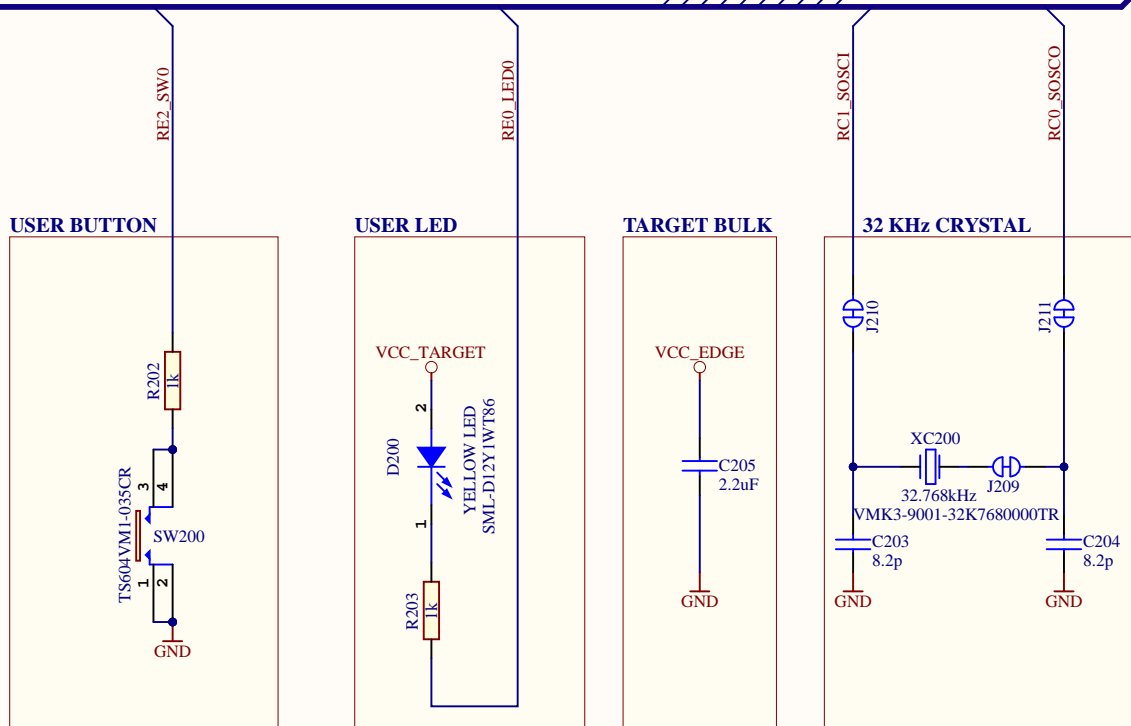 RE2_SW0
RE0_LED0
RC1_SOSCI
RC0_SOSCO
USER BUTTON
R202
1k
3
4
TS604VM1-035CR
SW200
1
2
GND
USER LED
VCC_TARGET
2
D200
YELLOW LED
SML-D12Y1WT86
1
R203
1k
TARGET BULK
VCC_EDGE
C205
2.2uF
GND
32 KHz CRYSTAL
J210
J211
XC200
J209
32.768kHz
VMK3-9001-32K7680000TR
C203
8.2p
C204
8.2p
GND
GND